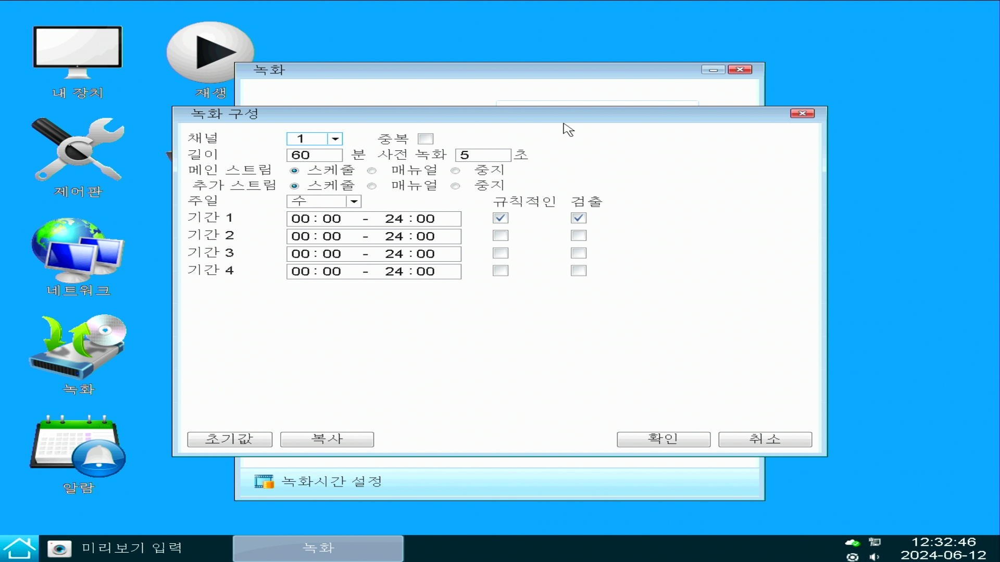 내 장치
재생
제어판
네트워크
녹화
알람
녹화
녹화 구성
채널 1 중복
길이 60 분 사전 녹화 5 초
메인 스트림 스케줄 매뉴얼 중지
추가 스트림 스케줄 매뉴얼 중지
주일 수 규칙적인 검출
기간 1 00:00 - 24:00
기간 2 00:00 - 24:00
기간 3 00:00 - 24:00
기간 4 00:00 - 24:00
초기값 복사 확인 취소
녹화시간 설정
미리보기 입력 녹화
12:32:46
2024-06-12